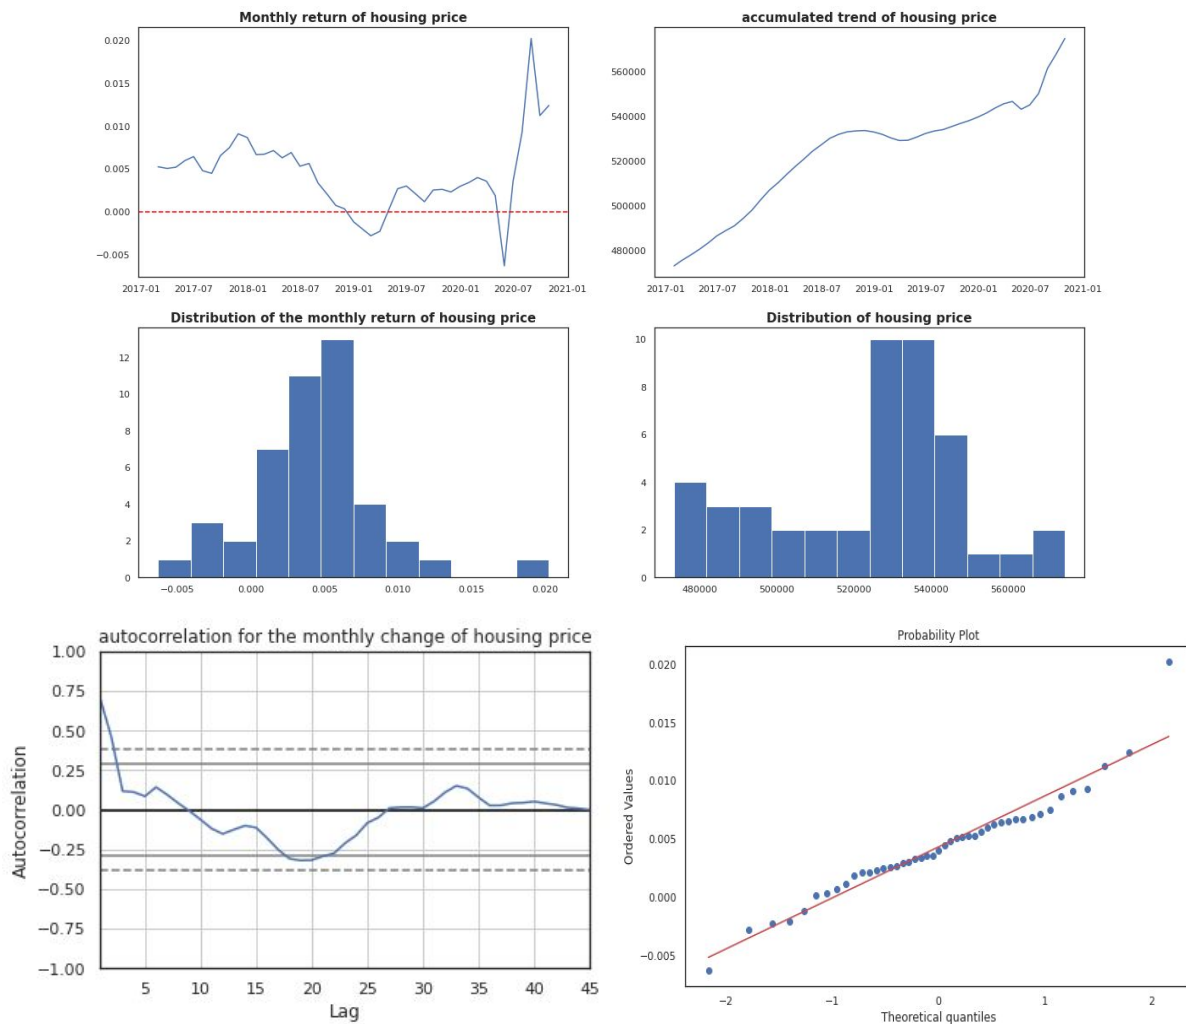 Monthly return of housing price
0.020
0.015
0.010
0.005
0.000
−0.005
2017-01 2017-07 2018-01 2018-07 2019-01 2019-07 2020-01 2020-07 2021-01
accumulated trend of housing price
560000
540000
520000
500000
480000
2017-01 2017-07 2018-01 2018-07 2019-01 2019-07 2020-01 2020-07 2021-01
Distribution of the monthly return of housing price
12
10
8
6
4
2
0
−0.005 0.000 0.005 0.010 0.015 0.020
Distribution of housing price
10
8
6
4
2
0
480000 500000 520000 540000 560000
autocorrelation for the monthly change of housing price
1.00
0.75
0.50
0.25
0.00
−0.25
−0.50
−0.75
−1.00
Autocorrelation
5 10 15 20 25 30 35 40 45
Lag
Probability Plot
0.020
0.015
0.010
0.005
0.000
−0.005
Ordered Values
−2 −1 0 1 2
Theoretical quantiles